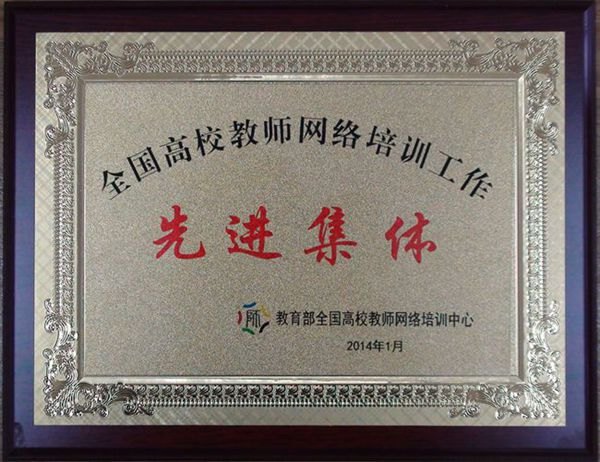 全国高校教师网络培训工作
先进集体
师 教育部全国高校教师网络培训中心
2014年1月